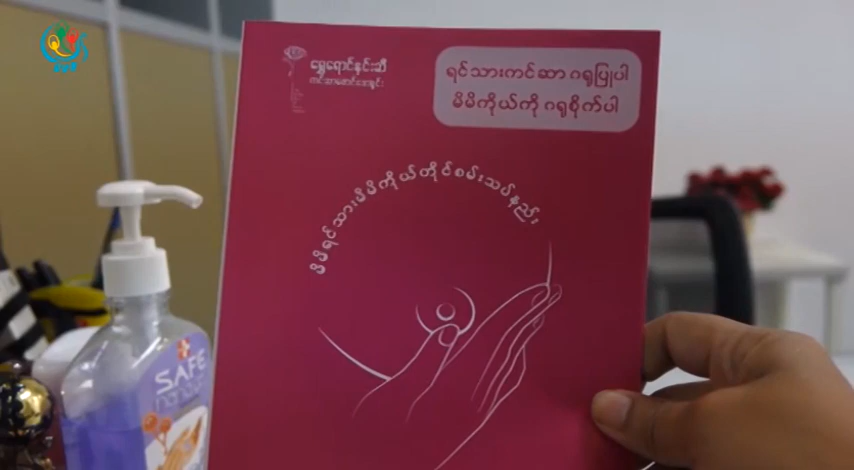 ရွှေရောင်နှင်းဆီ
ရင်သားကင်ဆာ ဂရုပြုပါ
မိမိကိုယ်ကို ဂရုစိုက်ပါ
မိမိရင်သားမိမိကိုယ်တိုင်စမ်းသပ်နည်း
SAFE